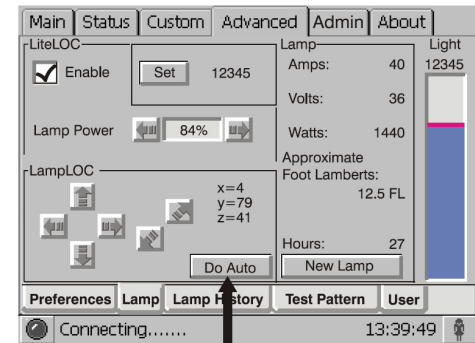 Main Status Custom Advanced Admin About
LiteLOC
Enable
Set
12345
Lamp Power
84%
LampLOC
x=4
y=79
z=41
Do Auto
Lamp
Amps: 40
Volts: 36
Watts: 1440
Approximate
Foot Lamberts:
12.5 FL
Hours: 27
New Lamp
Light
12345
Preferences Lamp Lamp History Test Pattern User
Connecting....... 13:39:49